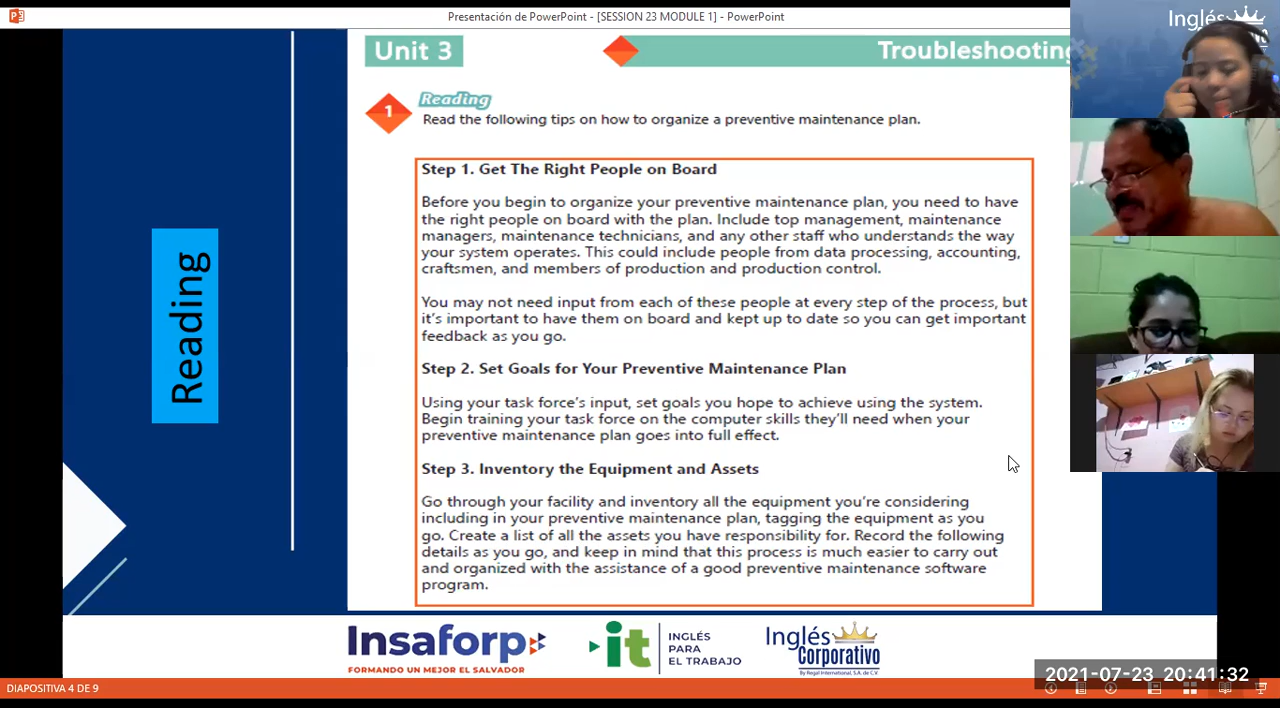 Presentación de PowerPoint - [SESSION 23 MODULE 1] - PowerPoint
Inglés
Unit 3
Troubleshooting
1
Reading
Read the following tips on how to organize a preventive maintenance plan.
Step 1. Get The Right People on Board
Before you begin to organize your preventive maintenance plan, you need to have
the right people on board with the plan. Include top management, maintenance
managers, maintenance technicians, and any other staff who understands the way
your system operates. This could include people from data processing, accounting,
craftsmen, and members of production and production control.
You may not need input from each of these people at every step of the process, but
it's important to have them on board and kept up to date so you can get important
feedback as you go.
Step 2. Set Goals for Your Preventive Maintenance Plan
Using your task force's input, set goals you hope to achieve using the system.
Begin training your task force on the computer skills they'll need when your
preventive maintenance plan goes into full effect.
Step 3. Inventory the Equipment and Assets
Go through your facility and inventory all the equipment you're considering
including in your preventive maintenance plan, tagging the equipment as you
go. Create a list of all the assets you have responsibility for. Record the following
details as you go, and keep in mind that this process is much easier to carry out
and organized with the assistance of a good preventive maintenance software
program.
Reading
Insaforp
FORMANDO UN MEJOR EL SALVADOR
it
INGLÉS
PARA
EL TRABAJO
Inglés
Corporativo
by Regal International, S.A. de C.V.
2021-07-23 20:41:32
DIAPOSITIVA 4 DE 9